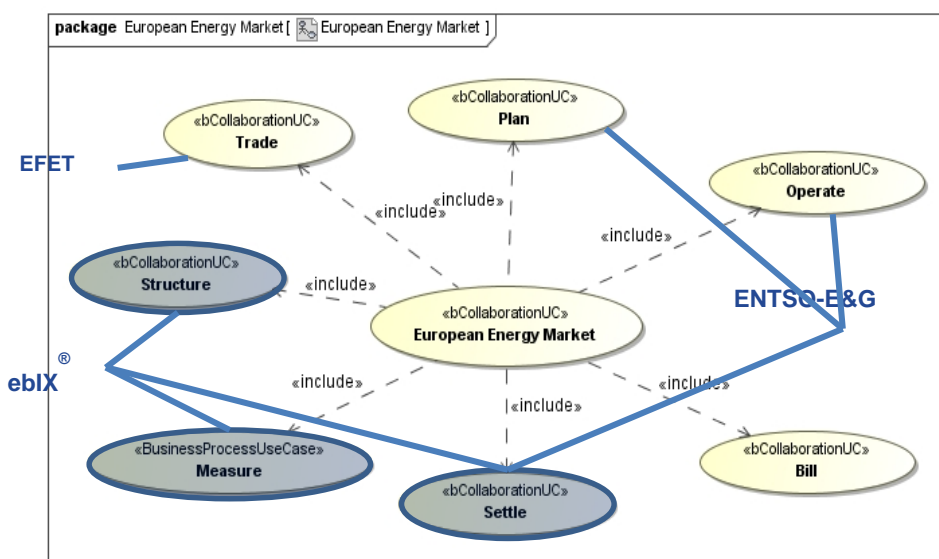 package European Energy Market [ European Energy Market ]
«bCollaborationUC»
Plan
«bCollaborationUC»
Trade
EFET
«bCollaborationUC»
Operate
«include»
«include»
«include»
«bCollaborationUC»
Structure
«include»
ENTSO-E&G
«bCollaborationUC»
European Energy Market
ebIX®
«include»
«include»
«include»
«BusinessProcessUseCase»
Measure
«bCollaborationUC»
Bill
«bCollaborationUC»
Settle